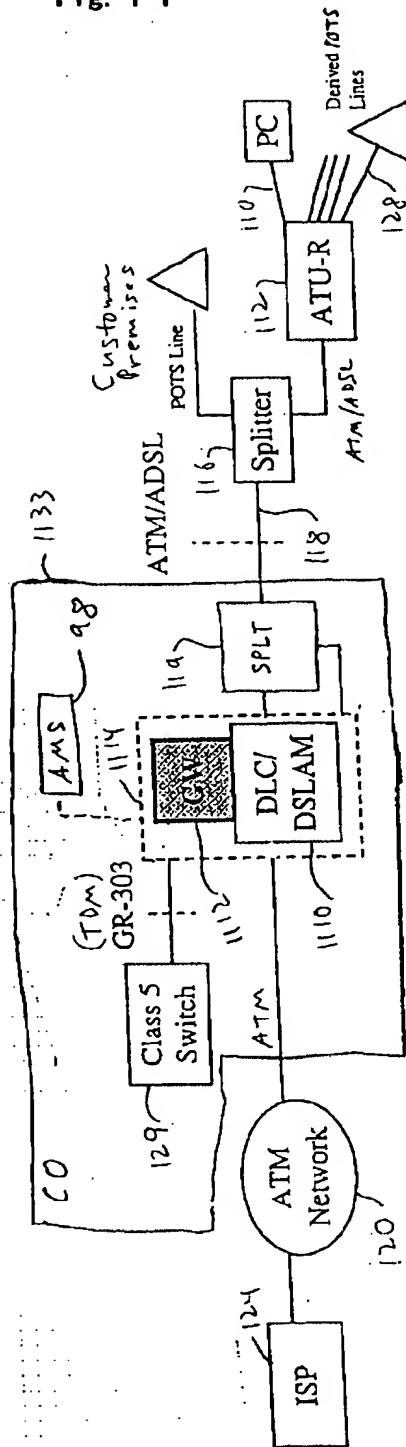 Fig. 11
CO
1133
AMS
98
(TDM)
GR-303
1114
Class 5
Switch
129
GW
1112
DLC/
DSLAM
1110
SPLT
119
ATM/ADSL
118
Customer
Premises
POTS Line
116
Splitter
ATM/ADSL
112
ATU-R
110
PC
Derived POTS
Lines
128
ATM
ATM
Network
120
124
ISP